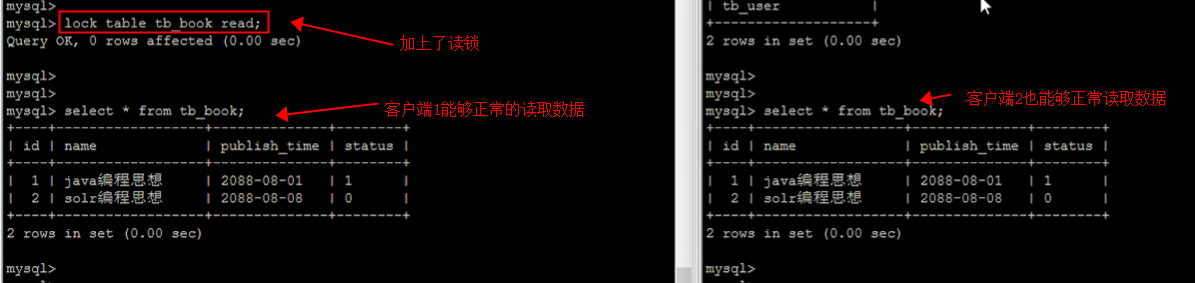 mysql>
mysql> lock table tb_book read;
Query OK, 0 rows affected (0.00 sec)
加上了读锁
mysql>
mysql>
mysql> select * from tb_book;
客户端1能够正常的读取数据
+----+-----------------+--------------+--------+
| id | name | publish_time | status |
+----+-----------------+--------------+--------+
| 1 | java编程思想 | 2088-08-01 | 1 |
| 2 | solr编程思想 | 2088-08-08 | 0 |
+----+-----------------+--------------+--------+
2 rows in set (0.00 sec)
mysql>
| tb_user |
+------------------+
2 rows in set (0.00 sec)
mysql>
mysql>
mysql> select * from tb_book;
客户端2也能够正常读取数据
+----+-----------------+--------------+--------+
| id | name | publish_time | status |
+----+-----------------+--------------+--------+
| 1 | java编程思想 | 2088-08-01 | 1 |
| 2 | solr编程思想 | 2088-08-08 | 0 |
+----+-----------------+--------------+--------+
2 rows in set (0.00 sec)
mysql>